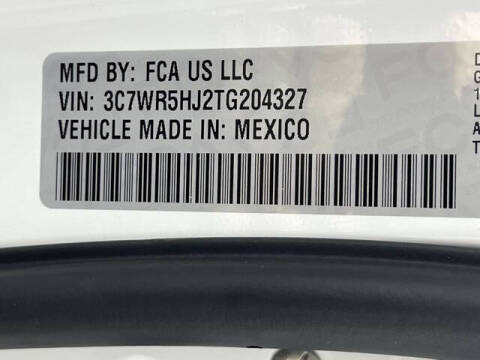 MFD BY: FCA US LLC
VIN: 3C7WR5HJ2TG204327
VEHICLE MADE IN: MEXICO